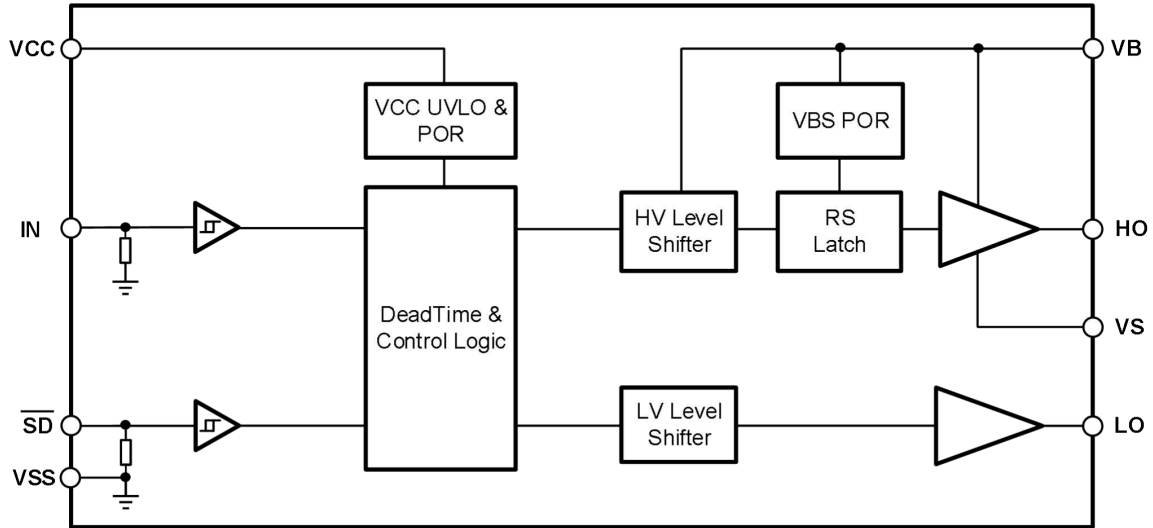 VCC
VB
VCC UVLO &
POR
VBS POR
IN
HV Level
Shifter
RS
Latch
HO
DeadTime &
Control Logic
VS
SD
LV Level
Shifter
LO
VSS